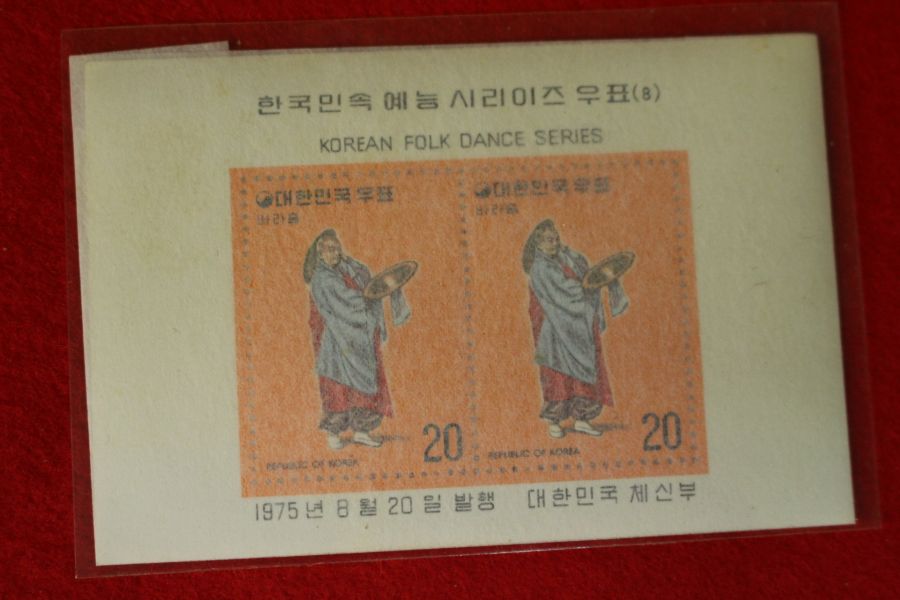 한국민속 예능 시리이즈 우표(8)
KOREAN FOLK DANCE SERIES
대한민국우표
바라춤
20
REPUBLIC OF KOREA
대한민국우표
바라춤
20
REPUBLIC OF KOREA
1975년 8월 20일 발행 대한민국 체신부